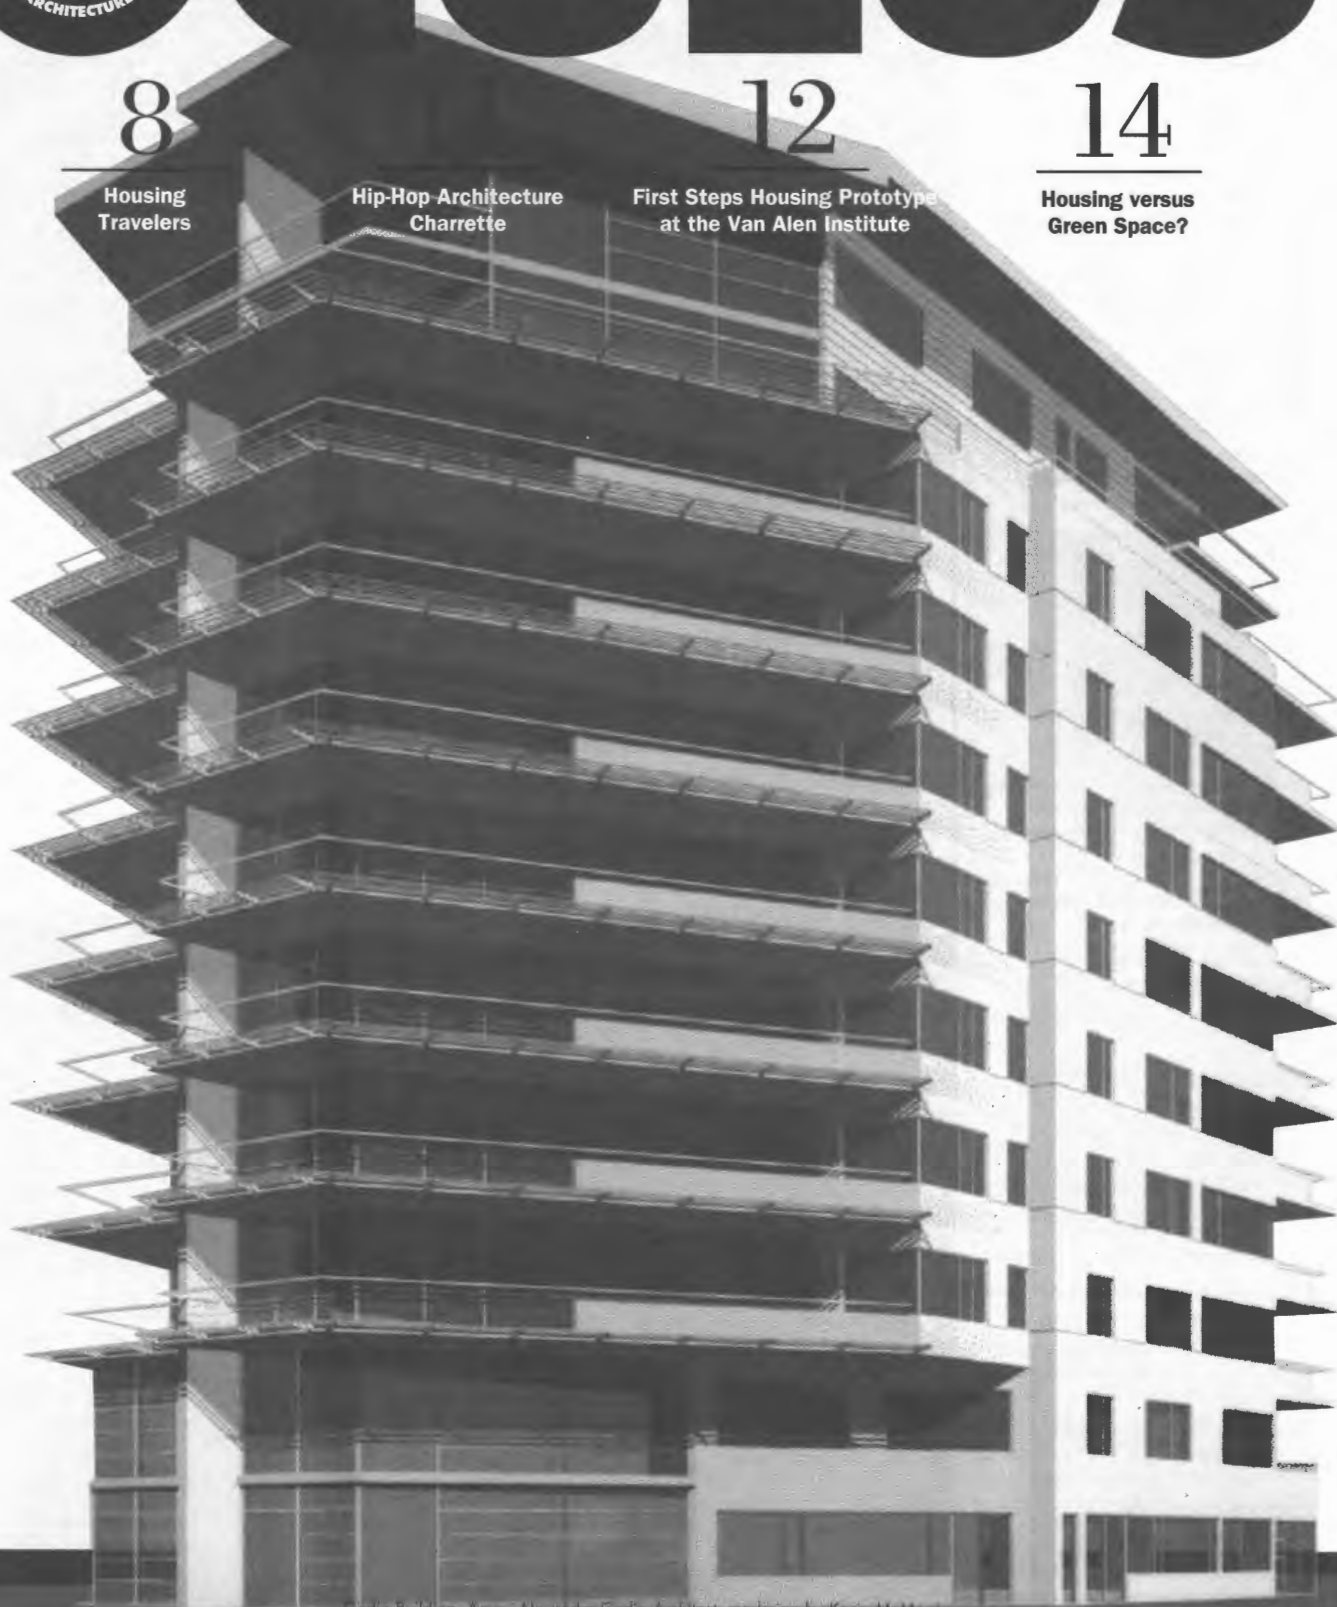 ARCHITECTURE
8
Housing
Travelers
Hip-Hop Architecture
Charrette
12
First Steps Housing Prototype
at the Van Alen Institute
14
Housing versus
Green Space?